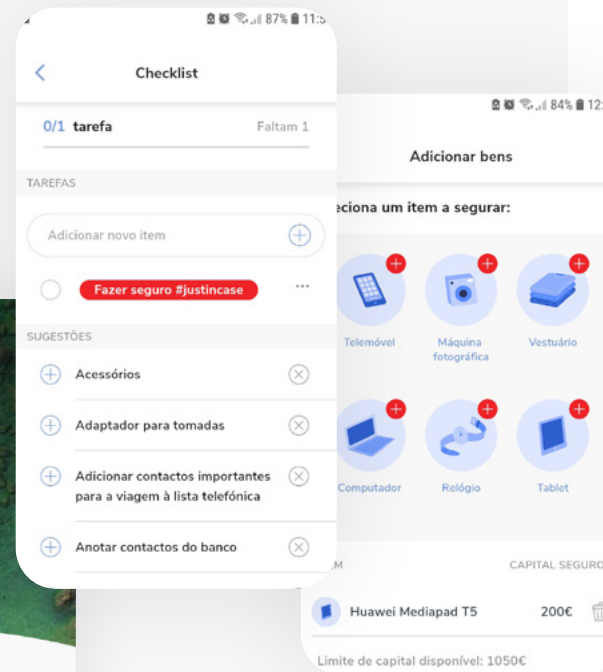 87% 11:5
Checklist
0/1 tarefa Faltam 1
TAREFAS
Adicionar novo item
Fazer seguro #justincase
SUGESTÕES
Acessórios
Adaptador para tomadas
Adicionar contactos importantes
para a viagem à lista telefónica
Anotar contactos do banco
84% 12:
Adicionar bens
eciona um item a segurar:
Telemóvel
Máquina
fotográfica
Vestuário
Computador
Relógio
Tablet
M CAPITAL SEGURO
Huawei Mediapad T5 200€
Limite de capital disponível: 1050€